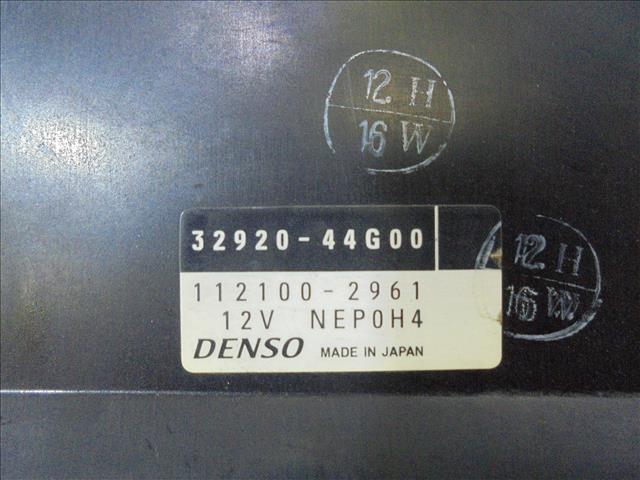 12 H
16 W
32920-44G00
12 H
16 W
112100-2961
12V NEP0H4
DENSO MADE IN JAPAN